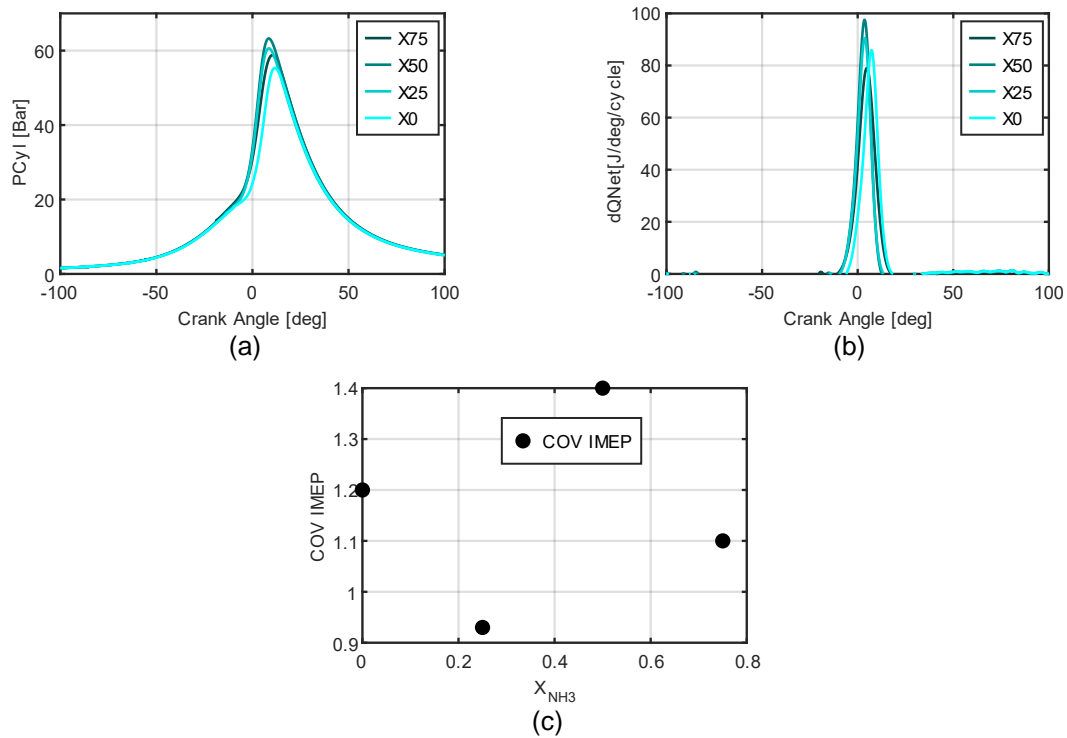 60
40
20
0
PCyl [Bar]
X75
X50
X25
X0
-100
-50
0
50
100
Crank Angle [deg]
(a)
100
80
60
40
20
0
dQNet[J/deg/cycle]
X75
X50
X25
X0
-100
-50
0
50
100
Crank Angle [deg]
(b)
1.4
1.3
1.2
1.1
1
0.9
COV IMEP
COV IMEP
0
0.2
0.4
0.6
0.8
X_NH3
(c)